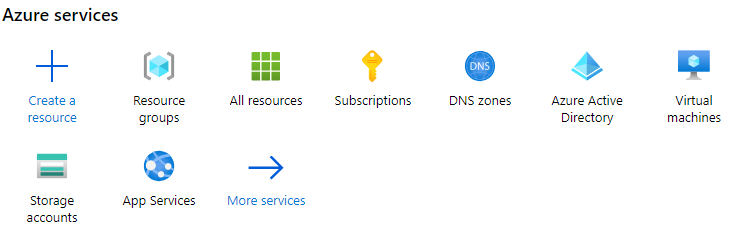 Azure services
DNS
Create a
resource
Resource
groups
All resources
Subscriptions
DNS zones
Azure Active
Directory
Virtual
machines
Storage
accounts
App Services
More services